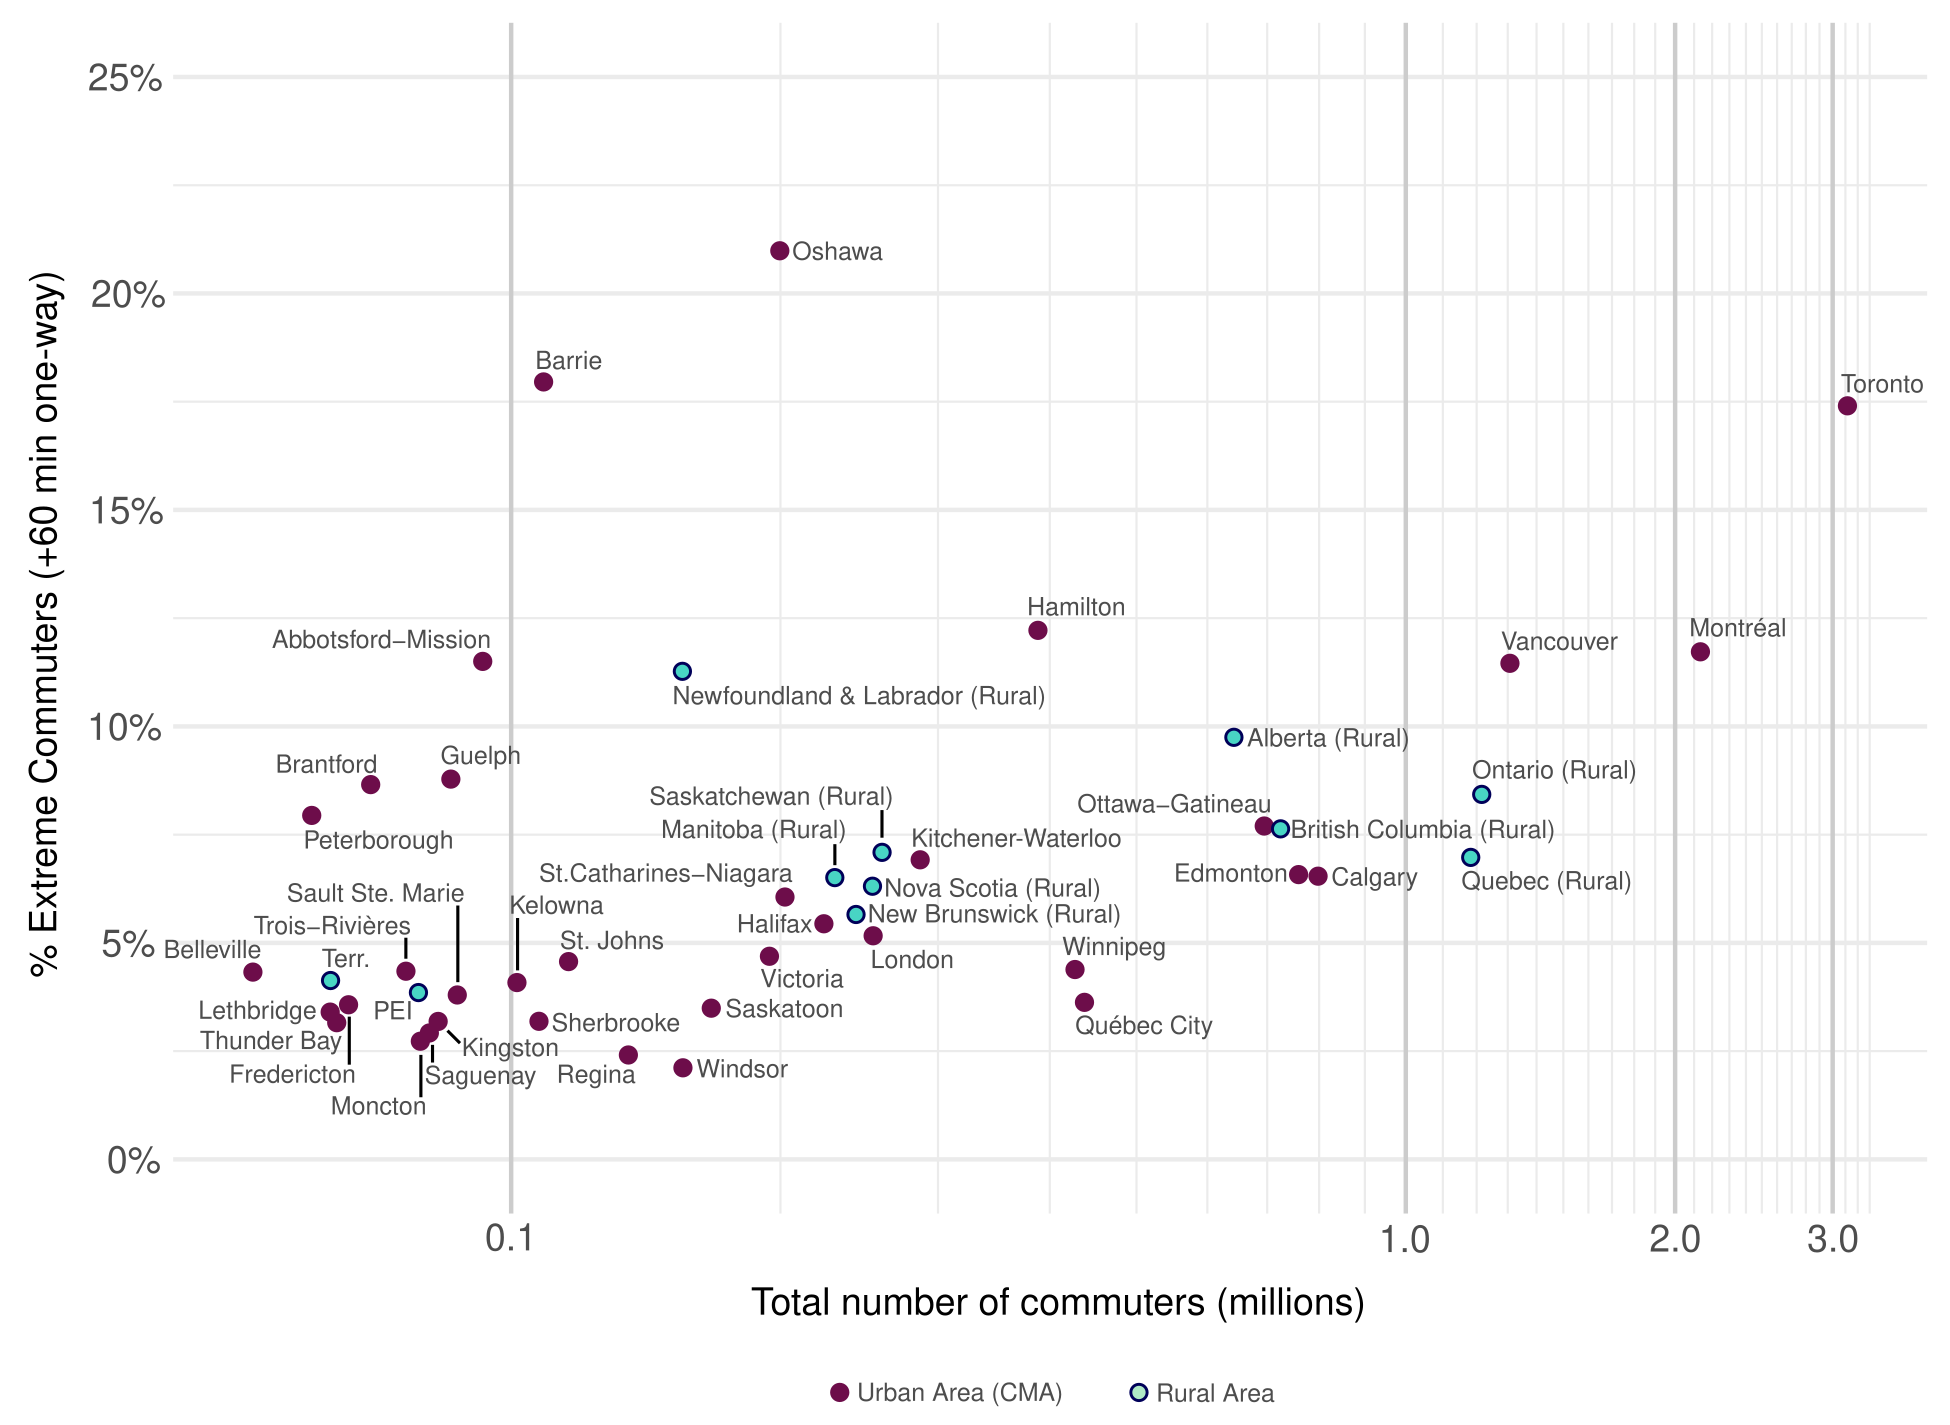 25%
Oshawa
20%
Barrie
Toronto
15%
Hamilton
Abbotsford–Mission
Vancouver
Montréal
Newfoundland & Labrador (Rural)
10%
Alberta (Rural)
Brantford
Guelph
Ontario (Rural)
Saskatchewan (Rural)
Ottawa–Gatineau
Peterborough
Manitoba (Rural)
Kitchener-Waterloo
British Columbia (Rural)
St.Catharines–Niagara
Edmonton
Calgary
Quebec (Rural)
Sault Ste. Marie
Nova Scotia (Rural)
Trois–Rivières
Kelowna
Halifax
New Brunswick (Rural)
5%
Belleville
Terr.
St. Johns
London
Winnipeg
Victoria
Lethbridge
PEI
Saskatoon
Thunder Bay
Sherbrooke
Québec City
Kingston
Fredericton
Saguenay
Regina
Windsor
Moncton
0%
% Extreme Commuters (+60 min one-way)
0.1
1.0
2.0
3.0
Total number of commuters (millions)
Urban Area (CMA)
Rural Area